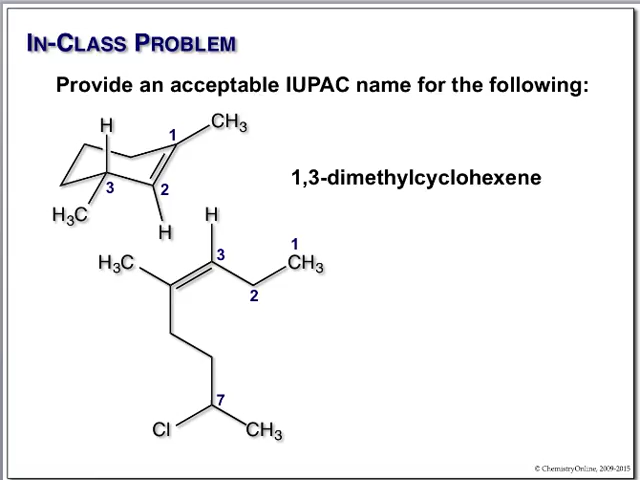 IN-CLASS PROBLEM
Provide an acceptable IUPAC name for the following:
H
1
CH3
3
2
H3C
H
1,3-dimethylcyclohexene
H
3
1
H3C
CH3
2
7
Cl
CH3
© ChemistryOnline, 2009-2015